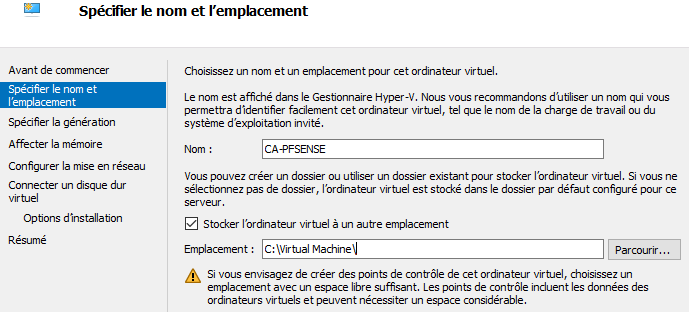 Spécifier le nom et l'emplacement
Avant de commencer
Spécifier le nom et
l'emplacement
Spécifier la génération
Affecter la mémoire
Configurer la mise en réseau
Connecter un disque dur
virtuel
Options d'installation
Résumé
Choisissez un nom et un emplacement pour cet ordinateur virtuel.
Le nom est affiché dans le Gestionnaire Hyper-V. Nous vous recommandons d'utiliser un nom qui vous
permettra d'identifier facilement cet ordinateur virtuel, tel que le nom de la charge de travail ou du
système d'exploitation invité.
Nom : CA-PFSENSE
Vous pouvez créer un dossier ou utiliser un dossier existant pour stocker l'ordinateur virtuel. Si vous ne
sélectionnez pas de dossier, l'ordinateur virtuel est stocké dans le dossier par défaut configuré pour ce
serveur.
Stocker l'ordinateur virtuel à un autre emplacement
Emplacement : C:\Virtual Machine\ Parcourir...
Si vous envisagez de créer des points de contrôle de cet ordinateur virtuel, choisissez un
emplacement avec un espace libre suffisant. Les points de contrôle incluent les données des
ordinateurs virtuels et peuvent nécessiter un espace considérable.